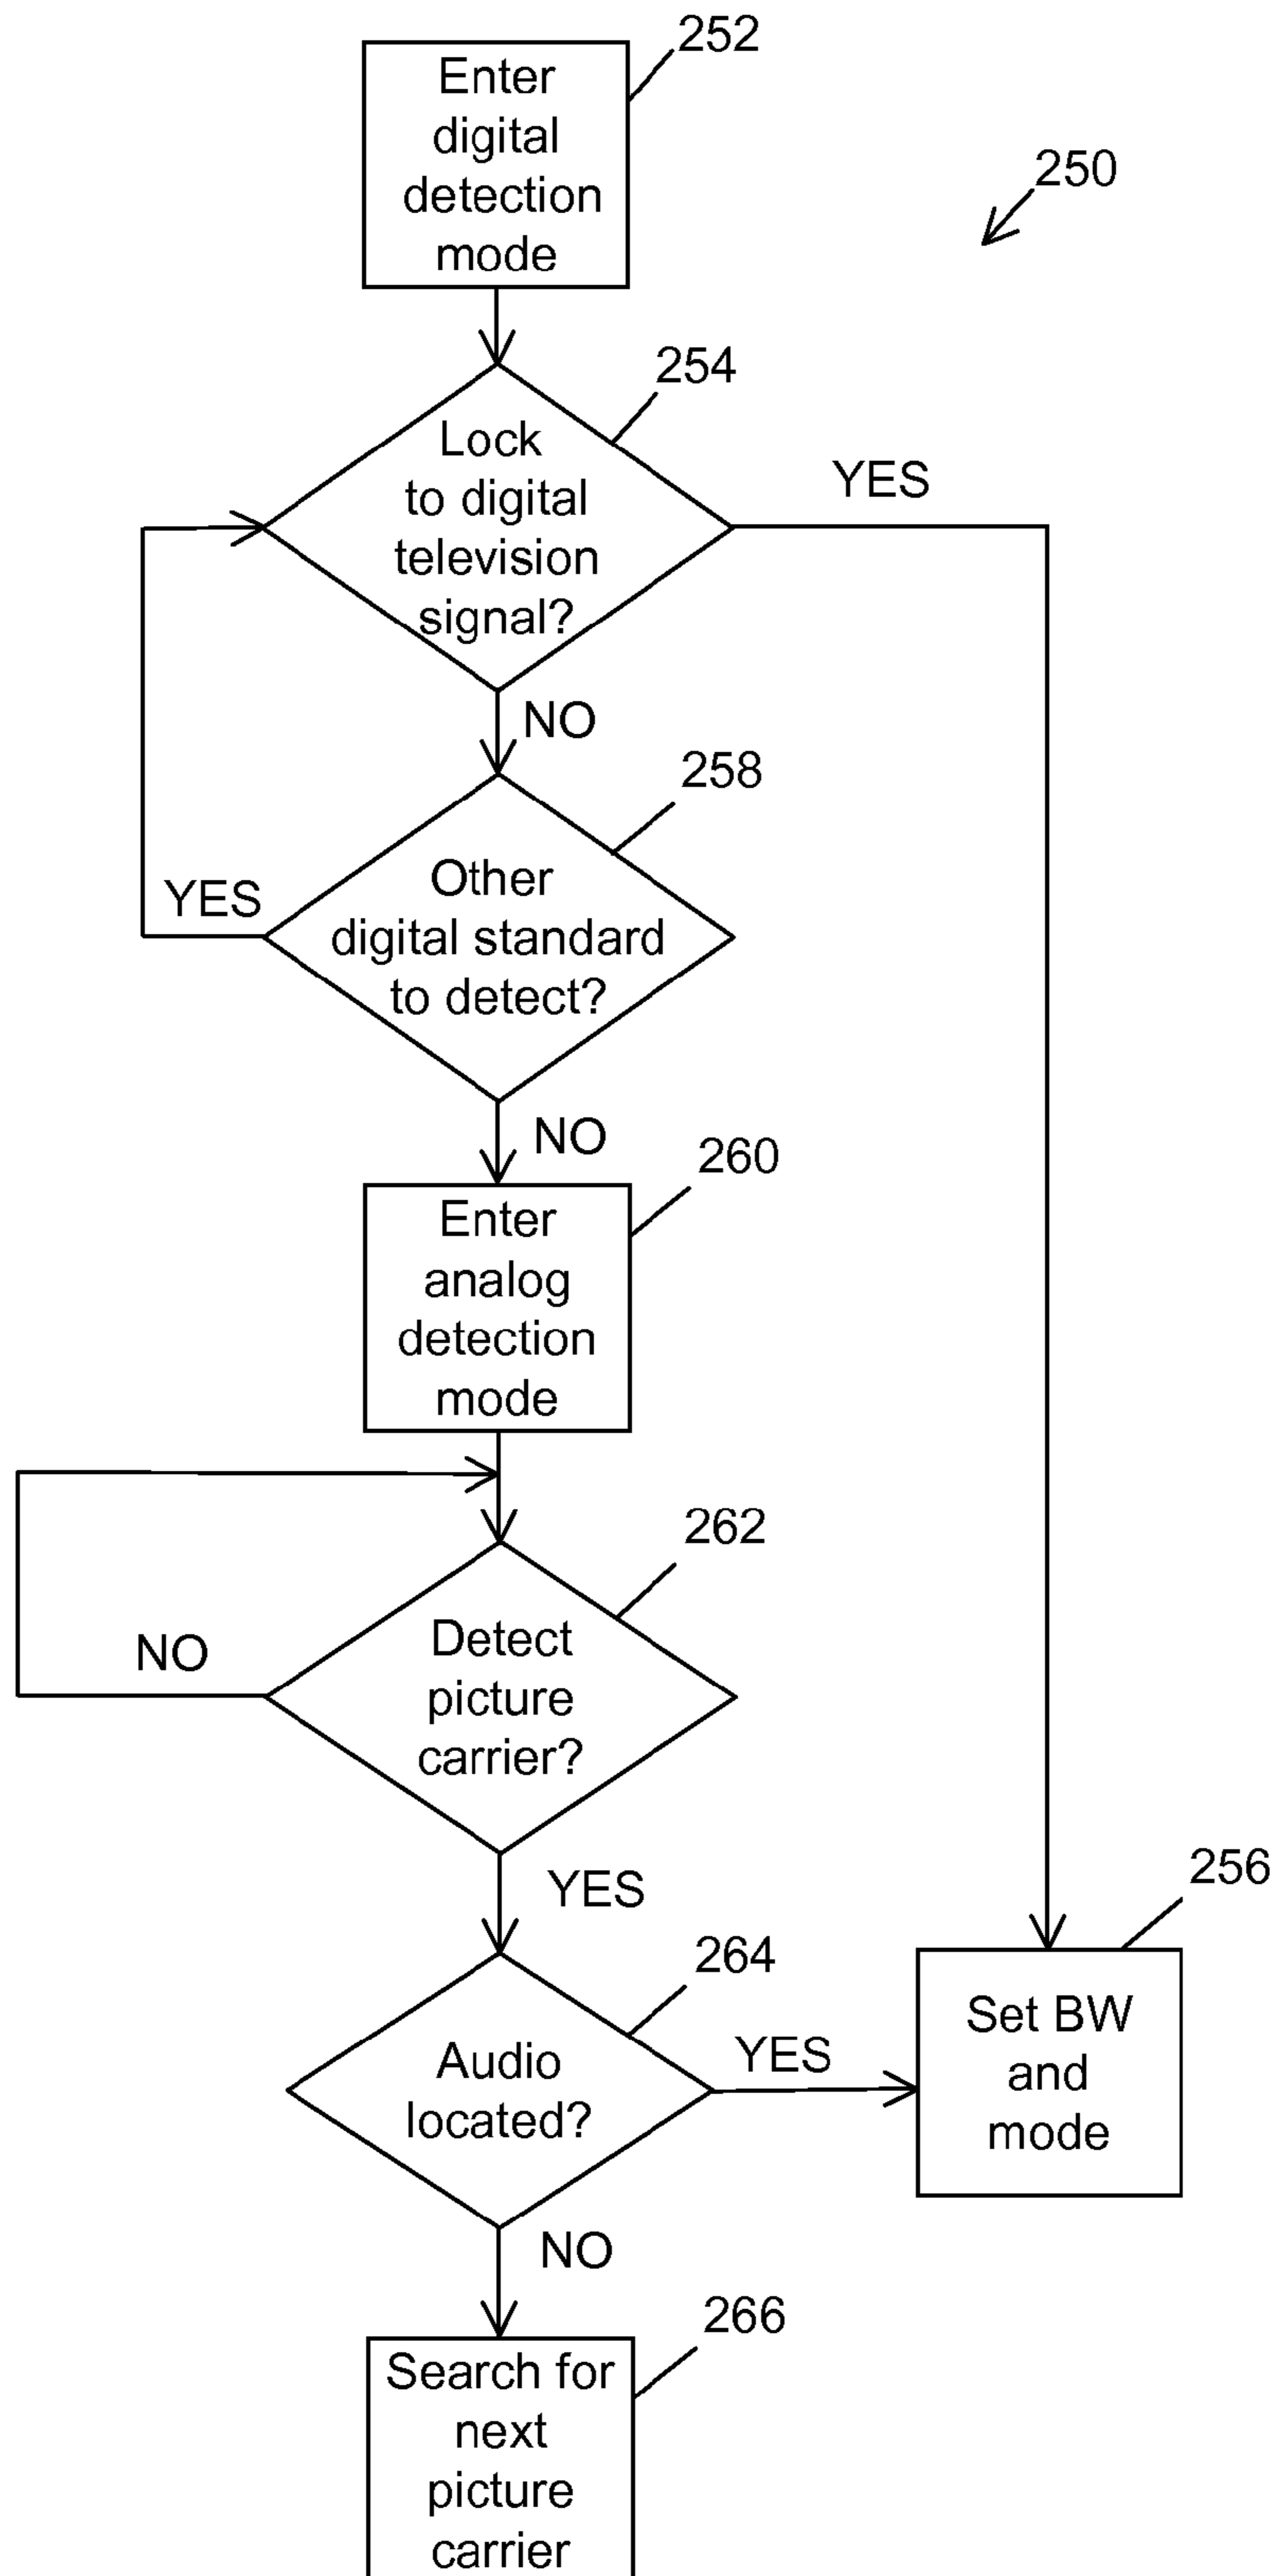 252
Enter
digital
detection
mode
250
254
Lock
to digital
television
signal?
YES
NO
258
Other
digital standard
to detect?
YES
NO
260
Enter
analog
detection
mode
262
Detect
picture
carrier?
NO
YES
256
264
Audio
located?
YES
Set BW
and
mode
NO
266
Search for
next
picture
carrier